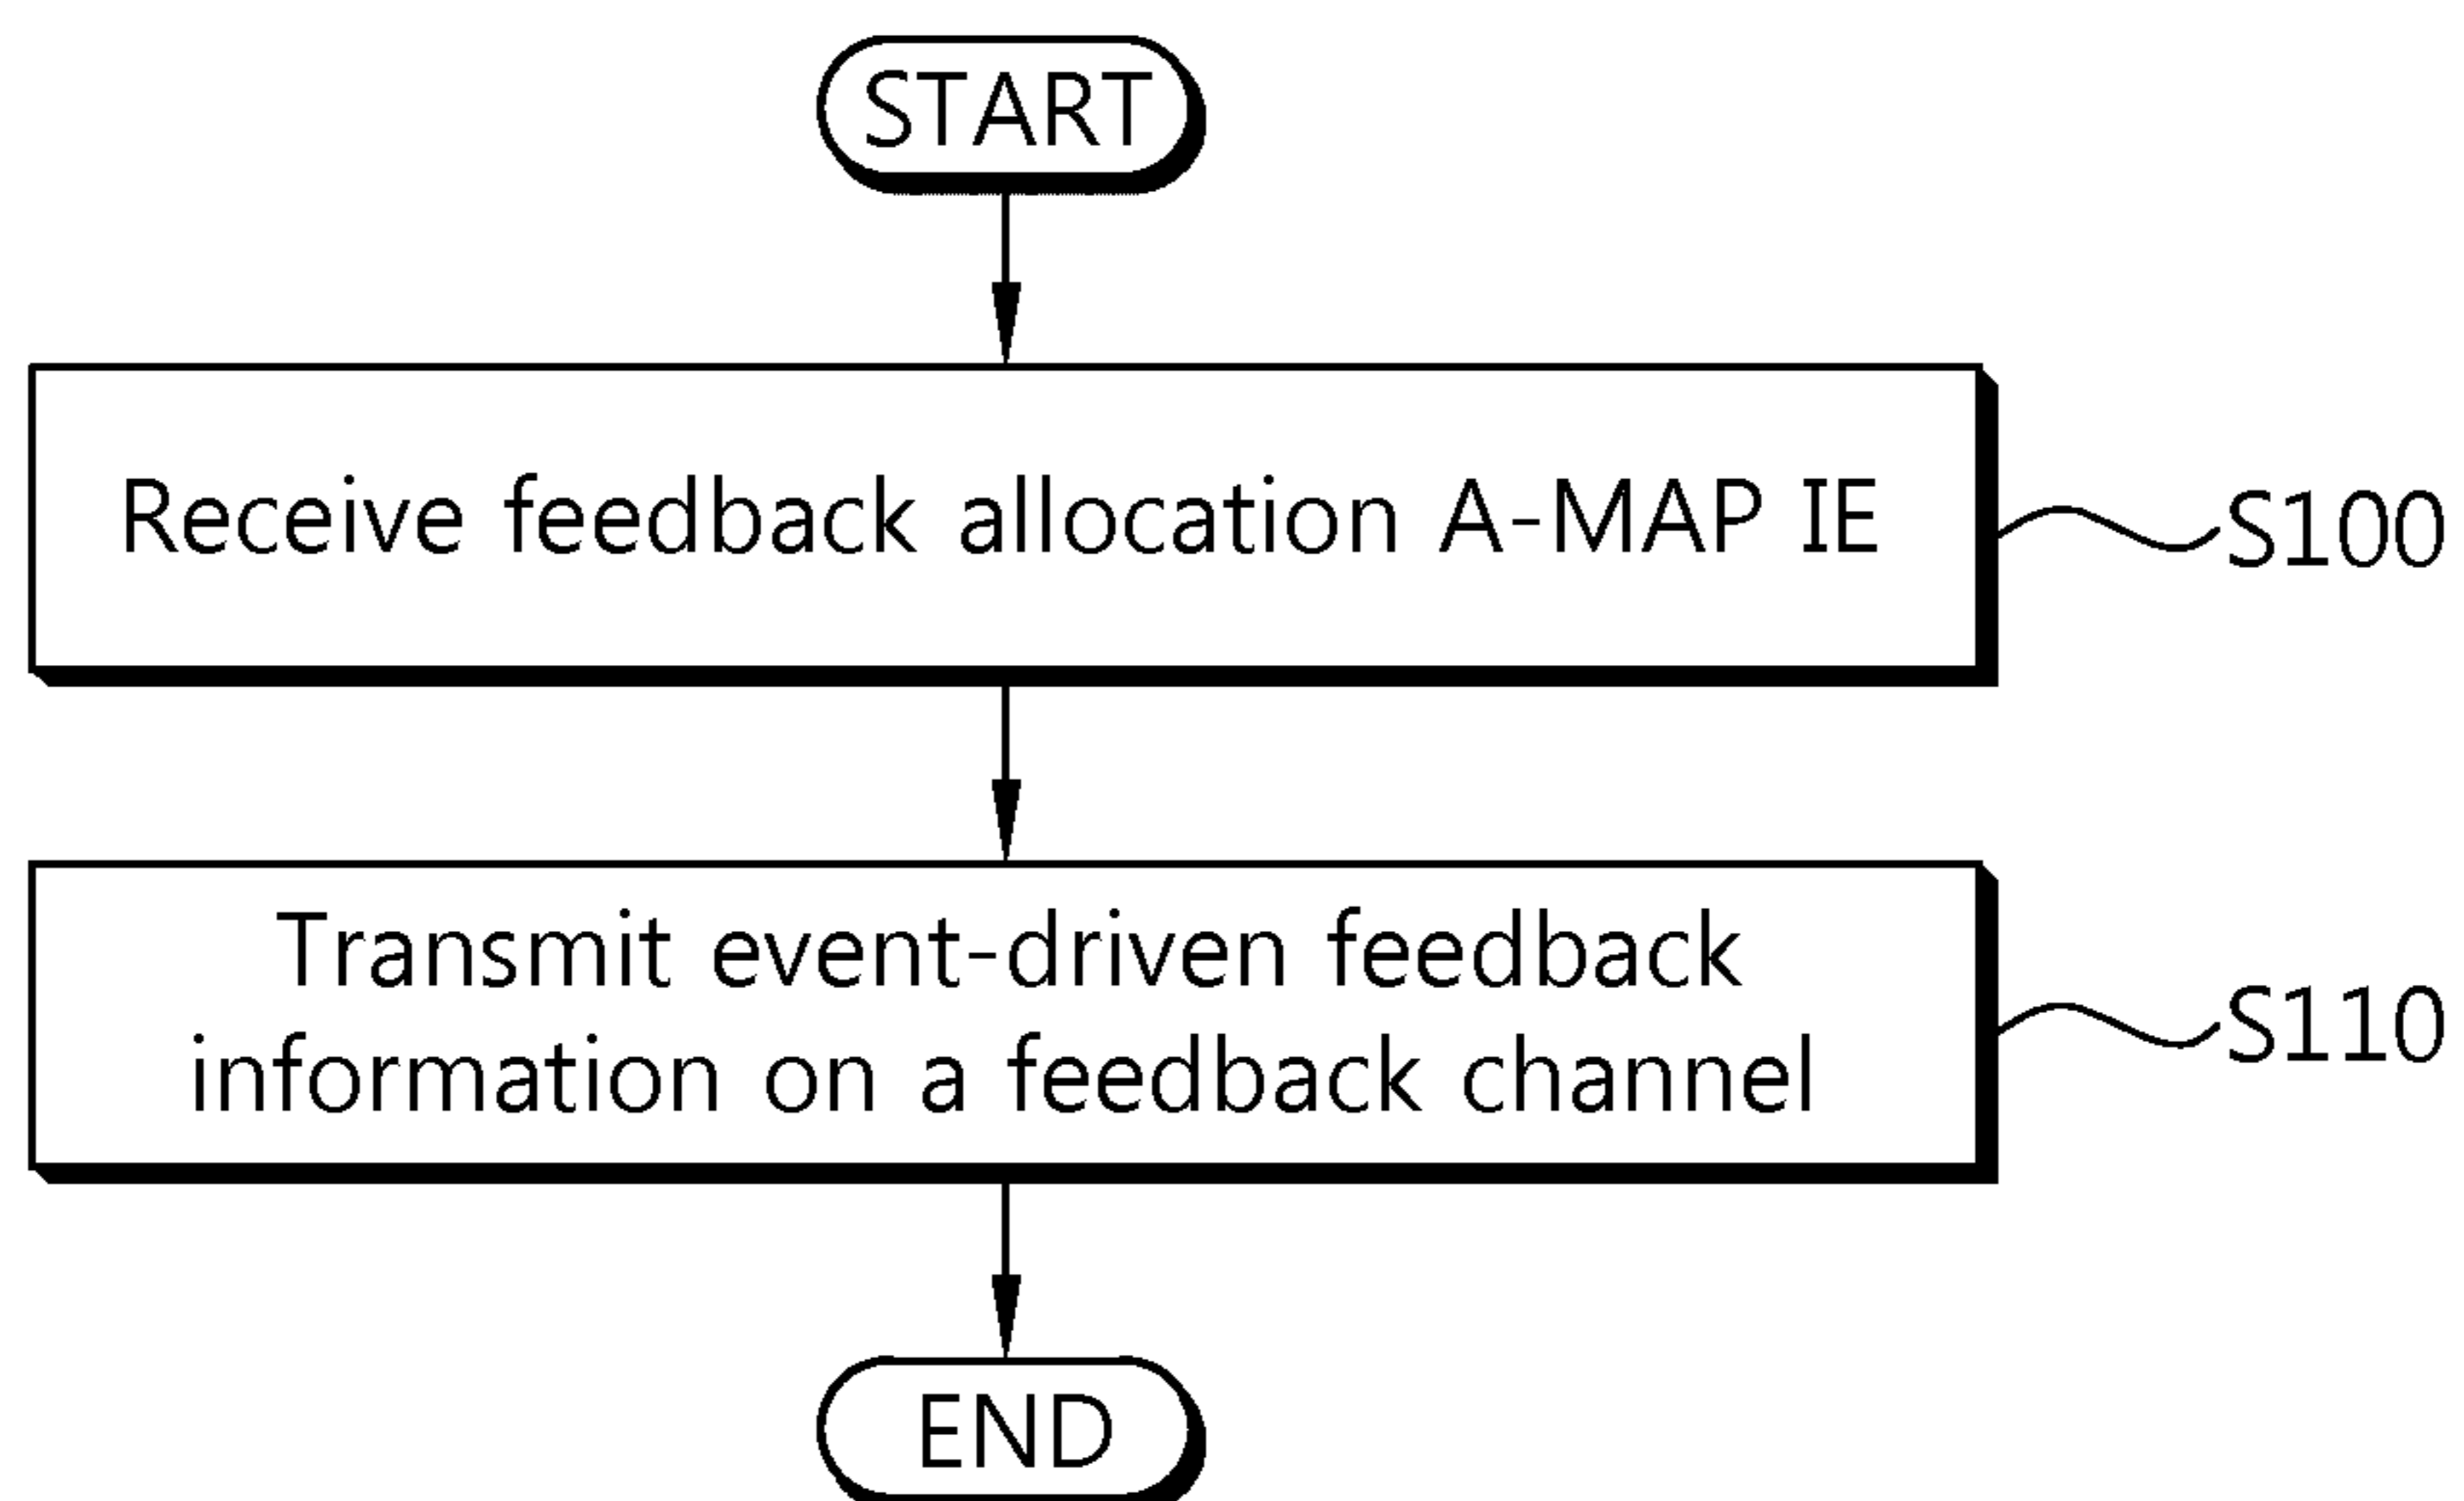 START
Receive feedback allocation A-MAP IE
S100
Transmit event-driven feedback
information on a feedback channel
S110
END